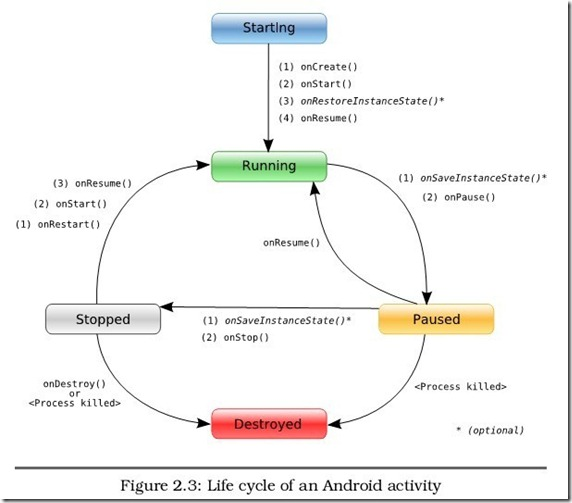 Starting
(1) onCreate()
(2) onStart()
(3) onRestoreInstanceState()*
(4) onResume()
Running
(3) onResume()
(2) onStart()
(1) onRestart()
(1) onSaveInstanceState()*
(2) onPause()
onResume()
Stopped
(1) onSaveInstanceState()*
(2) onStop()
Paused
onDestroy()
or
<Process killed>
<Process killed>
Destroyed
* (optional)
Figure 2.3: Life cycle of an Android activity